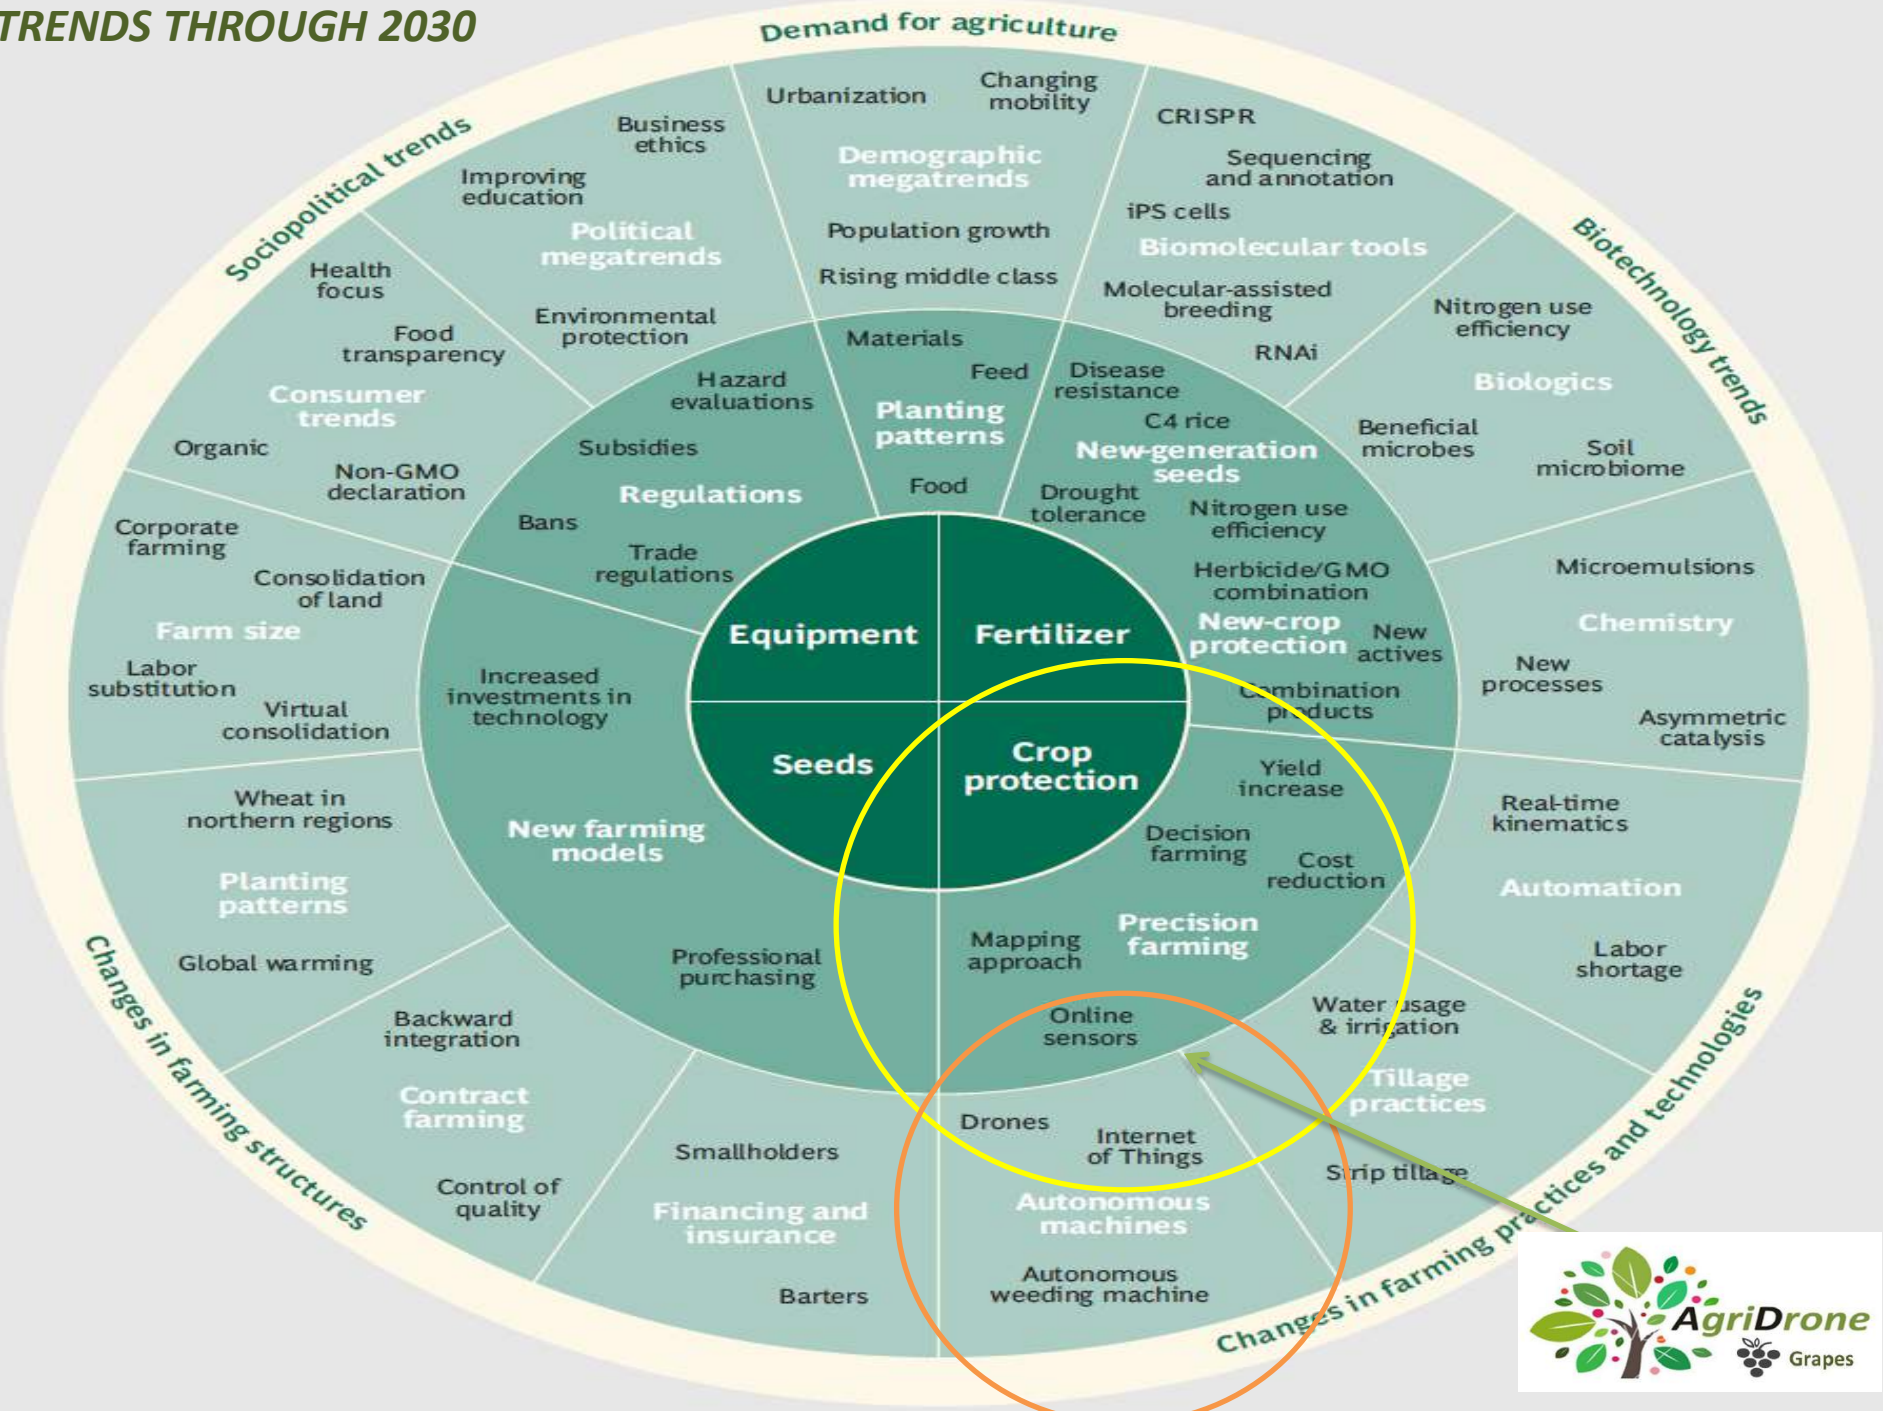 TRENDS THROUGH 2030
Demand for agriculture
Urbanization
Changing
mobility
Demographic
megatrends
Population growth
Rising middle class
Sociopolitical trends
Business
ethics
Improving
education
Political
megatrends
Environmental
protection
Health
focus
Food
transparency
Consumer
trends
Organic
Non-GMO
declaration
CRISPR
Sequencing
and annotation
iPS cells
Biomolecular tools
Molecular-assisted
breeding
RNAi
Biotechnology trends
Nitrogen use
efficiency
Biologics
Beneficial
microbes
Soil
microbiome
Microemulsions
Chemistry
New
processes
Asymmetric
catalysis
Hazard
evaluations
Subsidies
Regulations
Bans
Trade
regulations
Materials
Feed
Planting
patterns
Food
Disease
resistance
C4 rice
New-generation
seeds
Drought
tolerance
Nitrogen use
efficiency
Herbicide/GMO
combination
New-crop
protection
New
actives
Combination
products
Equipment
Fertilizer
Seeds
Crop
protection
Corporate
farming
Consolidation
of land
Farm size
Labor
substitution
Virtual
consolidation
Increased
investments in
technology
New farming
models
Professional
purchasing
Yield
increase
Decision
farming
Cost
reduction
Precision
farming
Mapping
approach
Online
sensors
Real-time
kinematics
Automation
Labor
shortage
Wheat in
northern regions
Planting
patterns
Global warming
Changes in farming structures
Backward
integration
Contract
farming
Control of
quality
Smallholders
Financing and
insurance
Barters
Drones
Internet
of Things
Autonomous
machines
Autonomous
weeding machine
Water usage
& irrigation
Tillage
practices
Strip tillage
Changes in farming practices and technologies
AgriDrone
Grapes